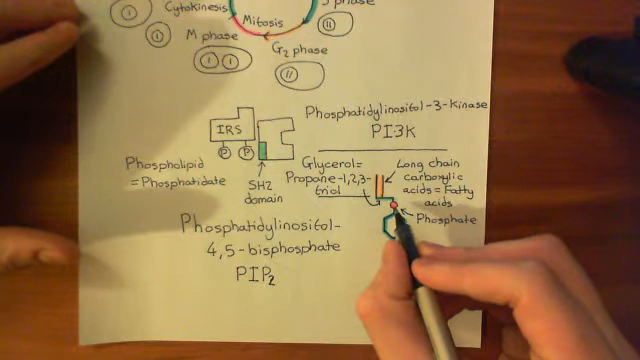 Cytokinesis
S phase
Mitosis
M phase
G2 phase
Phosphatidylinositol-3-kinase
PI3K
IRS
P P
SH2
domain
Phospholipid
= Phosphatidate
Glycerol=
Propane-1,2,3-
triol
Long chain
carboxylic
acids = Fatty
acids
Phosphate
Phosphatidylinositol-
4,5-bisphosphate
PIP2